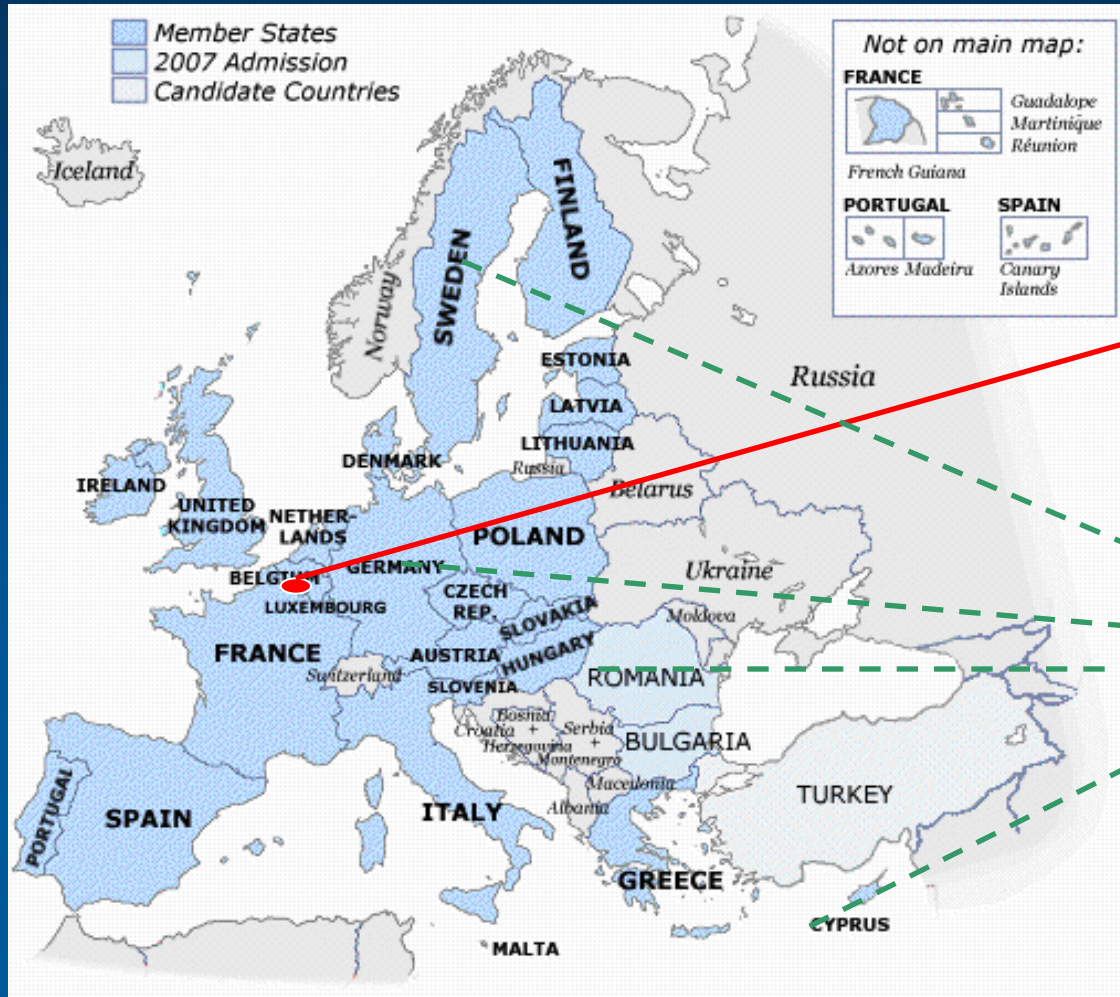 Member States
2007 Admission
Candidate Countries
Not on main map:
FRANCE
Guadalope
Martinique
Réunion
French Guiana
PORTUGAL
SPAIN
Azores
Madeira
Canary
Islands
Iceland
FINLAND
SWEDEN
Norway
ESTONIA
Russia
LATVIA
LITHUANIA
DENMARK
Russia
IRELAND
UNITED
KINGDOM
NETHER-
LANDS
Belarus
POLAND
BELGIUM
GERMANY
Ukraine
CZECH
REP.
LUXEMBOURG
SLOVAKIA
Moldova
FRANCE
AUSTRIA
HUNGARY
Switzerland
SLOVENIA
ROMANIA
Bosnia
+
Herzegovina
Croatia
Serbia
+
Montenegro
BULGARIA
Macedonia
Albania
TURKEY
PORTUGAL
SPAIN
ITALY
GREECE
CYPRUS
MALTA